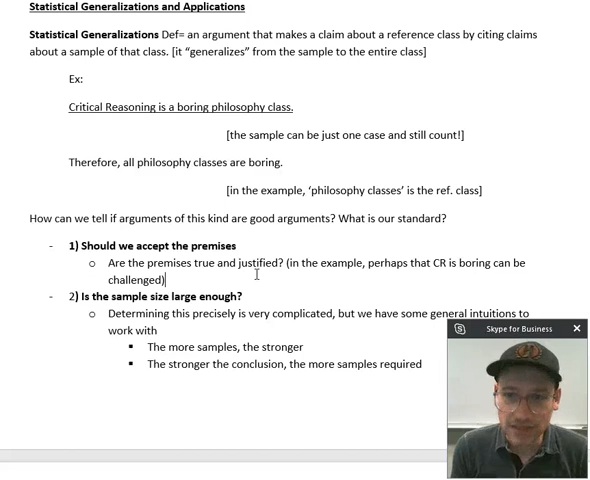 Statistical Generalizations and Applications
Statistical Generalizations Def= an argument that makes a claim about a reference class by citing claims
about a sample of that class. [it “generalizes” from the sample to the entire class]
Ex:
Critical Reasoning is a boring philosophy class.
[the sample can be just one case and still count!]
Therefore, all philosophy classes are boring.
[in the example, ‘philosophy classes’ is the ref. class]
How can we tell if arguments of this kind are good arguments? What is our standard?
- 1) Should we accept the premises
o Are the premises true and justified? (in the example, perhaps that CR is boring can be
challenged)
- 2) Is the sample size large enough?
o Determining this precisely is very complicated, but we have some general intuitions to
work with
▪ The more samples, the stronger
▪ The stronger the conclusion, the more samples required
Skype for Business